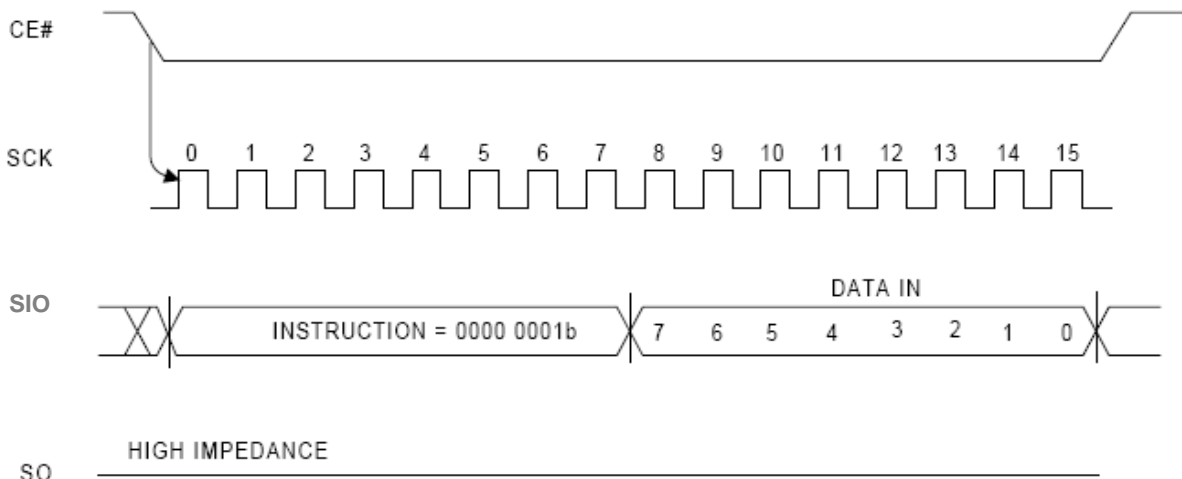 CE#
SCK 0 1 2 3 4 5 6 7 8 9 10 11 12 13 14 15
DATA IN
SIO INSTRUCTION = 0000 0001b 7 6 5 4 3 2 1 0
HIGH IMPEDANCE
SO